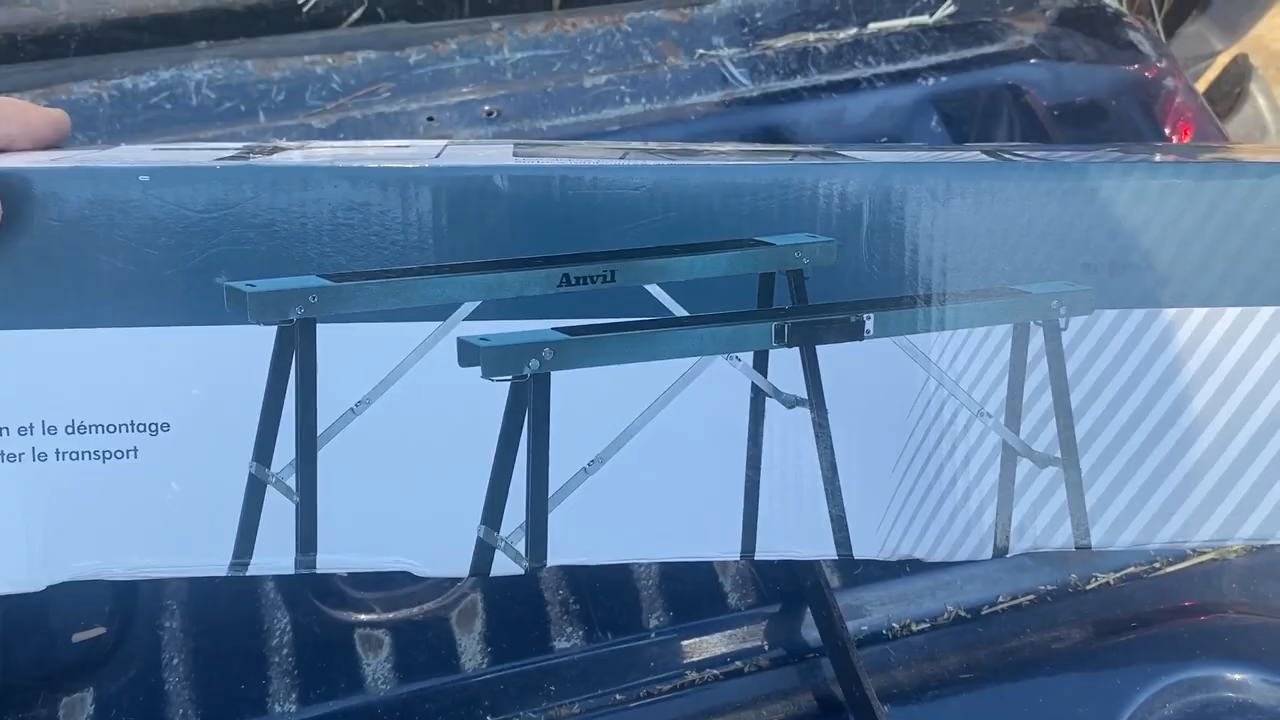 Anvil
n et le démontage
ter le transport